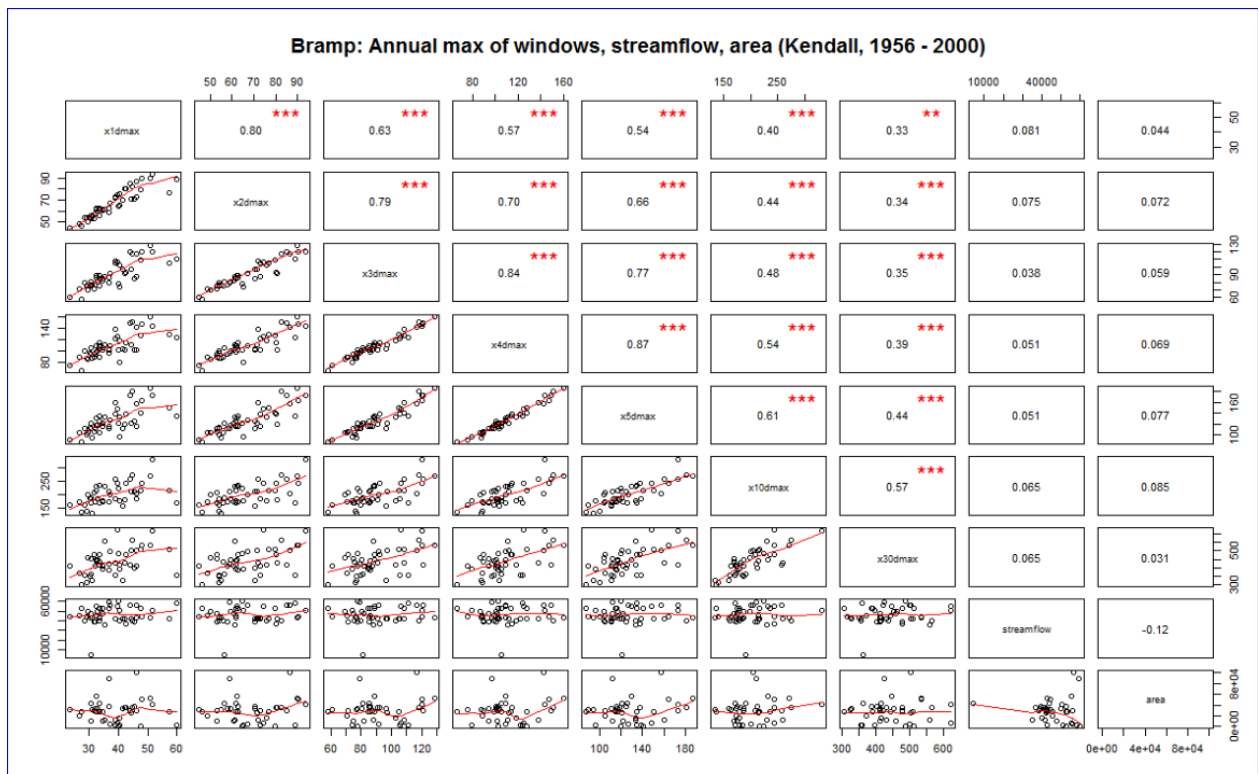 Bramp: Annual max of windows, streamflow, area (Kendall, 1956 - 2000)
50 60 70 80 90 80 120 160 150 250 10000 40000
x1dmax 0.80 *** 0.63 *** 0.57 *** 0.54 *** 0.40 *** 0.33 ** 0.081 0.044 30 50
50 70 90 x2dmax 0.79 *** 0.70 *** 0.66 *** 0.44 *** 0.34 *** 0.075 0.072
x3dmax 0.84 *** 0.77 *** 0.48 *** 0.35 *** 0.038 0.059 60 90 130
80 140 x4dmax 0.87 *** 0.54 *** 0.39 *** 0.051 0.069
x5dmax 0.61 *** 0.44 *** 0.051 0.077 100 160
150 250 x10dmax 0.57 *** 0.065 0.085
x30dmax 0.065 0.031 300 500
10000 60000 streamflow -0.12
area 0e+00 8e+04
30 40 50 60 60 80 100 120 100 140 180 300 400 500 600 0e+00 4e+04 8e+04